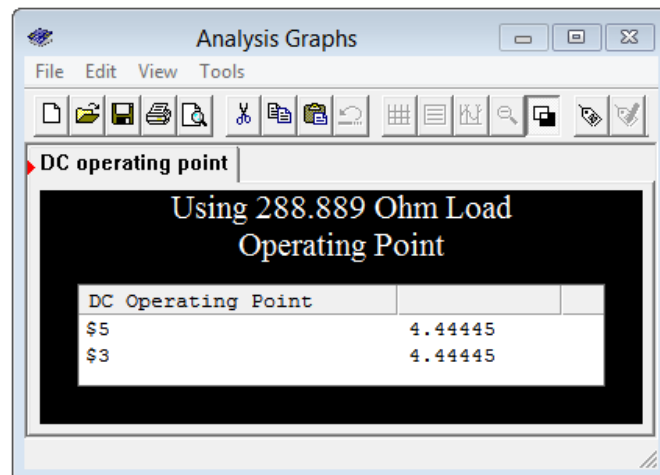 Analysis Graphs
File Edit View Tools
DC operating point
Using 288.889 Ohm Load
Operating Point
DC Operating Point
$5 4.44445
$3 4.44445